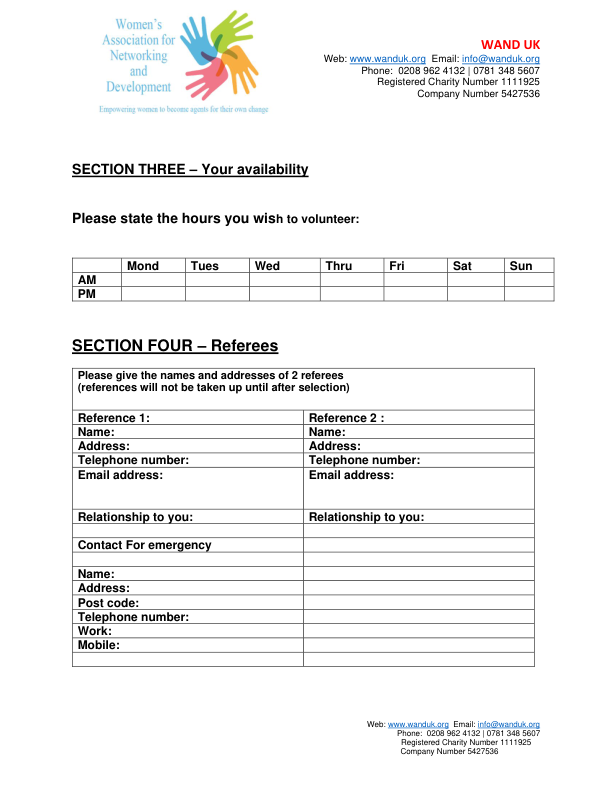 Women's
Association for
Networking
and
Development
Empowering women to become agents for their own change
WAND UK
Web: www.wanduk.org Email: info@wanduk.org
Phone: 0208 962 4132 | 0781 348 5607
Registered Charity Number 1111925
Company Number 5427536
SECTION THREE – Your availability
Please state the hours you wish to volunteer:
Mond Tues Wed Thru Fri Sat Sun
AM
PM
SECTION FOUR – Referees
Please give the names and addresses of 2 referees
(references will not be taken up until after selection)
Reference 1: Reference 2 :
Name: Name:
Address: Address:
Telephone number: Telephone number:
Email address: Email address:
Relationship to you: Relationship to you:
Contact For emergency
Name:
Address:
Post code:
Telephone number:
Work:
Mobile:
Web: www.wanduk.org Email: info@wanduk.org
Phone: 0208 962 4132 | 0781 348 5607
Registered Charity Number 1111925
Company Number 5427536